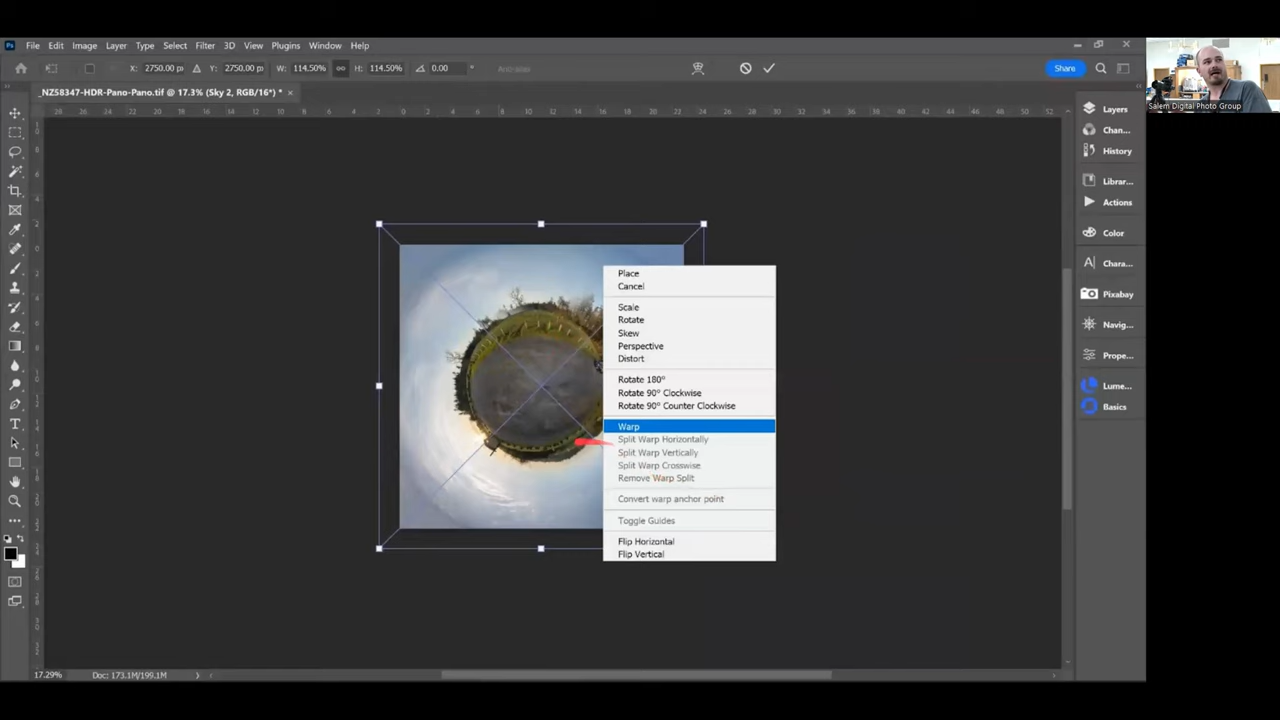 Ps File Edit Image Layer Type Select Filter 3D View Plugins Window Help
X: 2750.00 px Y: 2750.00 px W: 114.50% H: 114.50% 0.00 ° Anti-alias Share
_NZ58347-HDR-Pano-Pano.tif @ 17.3% (Sky 2, RGB/16*) * ×
Salem Digital Photo Group
Layers
Chan...
History
Librar...
Actions
Color
Chara...
Pixabay
Navig...
Prope...
Lume...
Basics
Place
Cancel
Scale
Rotate
Skew
Perspective
Distort
Rotate 180°
Rotate 90° Clockwise
Rotate 90° Counter Clockwise
Warp
Split Warp Horizontally
Split Warp Vertically
Split Warp Crosswise
Remove Warp Split
Convert warp anchor point
Toggle Guides
Flip Horizontal
Flip Vertical
17.29% Doc: 173.1M/199.1M